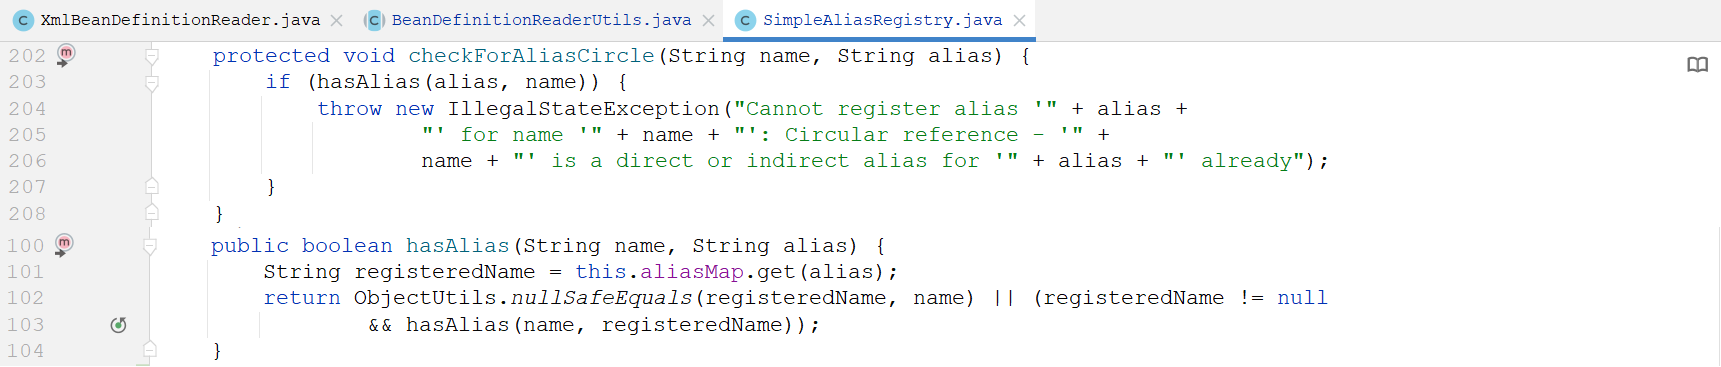 XmlBeanDefinitionReader.java BeanDefinitionReaderUtils.java SimpleAliasRegistry.java
202 protected void checkForAliasCircle(String name, String alias) {
203 if (hasAlias(alias, name)) {
204 throw new IllegalStateException("Cannot register alias '" + alias +
205 "' for name '" + name + "': Circular reference - '" +
206 name + "' is a direct or indirect alias for '" + alias + "' already");
207 }
208 }
100 public boolean hasAlias(String name, String alias) {
101 String registeredName = this.aliasMap.get(alias);
102 return ObjectUtils.nullSafeEquals(registeredName, name) || (registeredName != null
103 && hasAlias(name, registeredName));
104 }